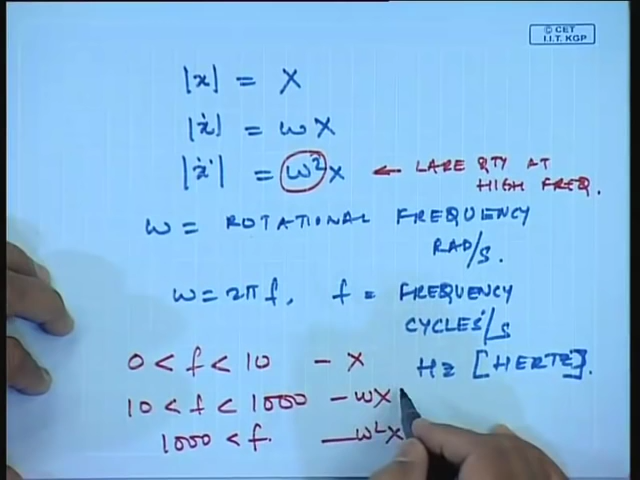 © CET
I.I.T. KGP
|x| = X
|ẋ| = ωX
|ẍ| = ω²X ← LARE QTY AT
HIGH FREQ.
ω = ROTATIONAL FREQUENCY
RAD/S.
ω = 2πf, f = FREQUENCY
CYCLES/S
HZ [HERTZ].
0 < f < 10 – X
10 < f < 1000 – ωX
1000 < f. — ω²X